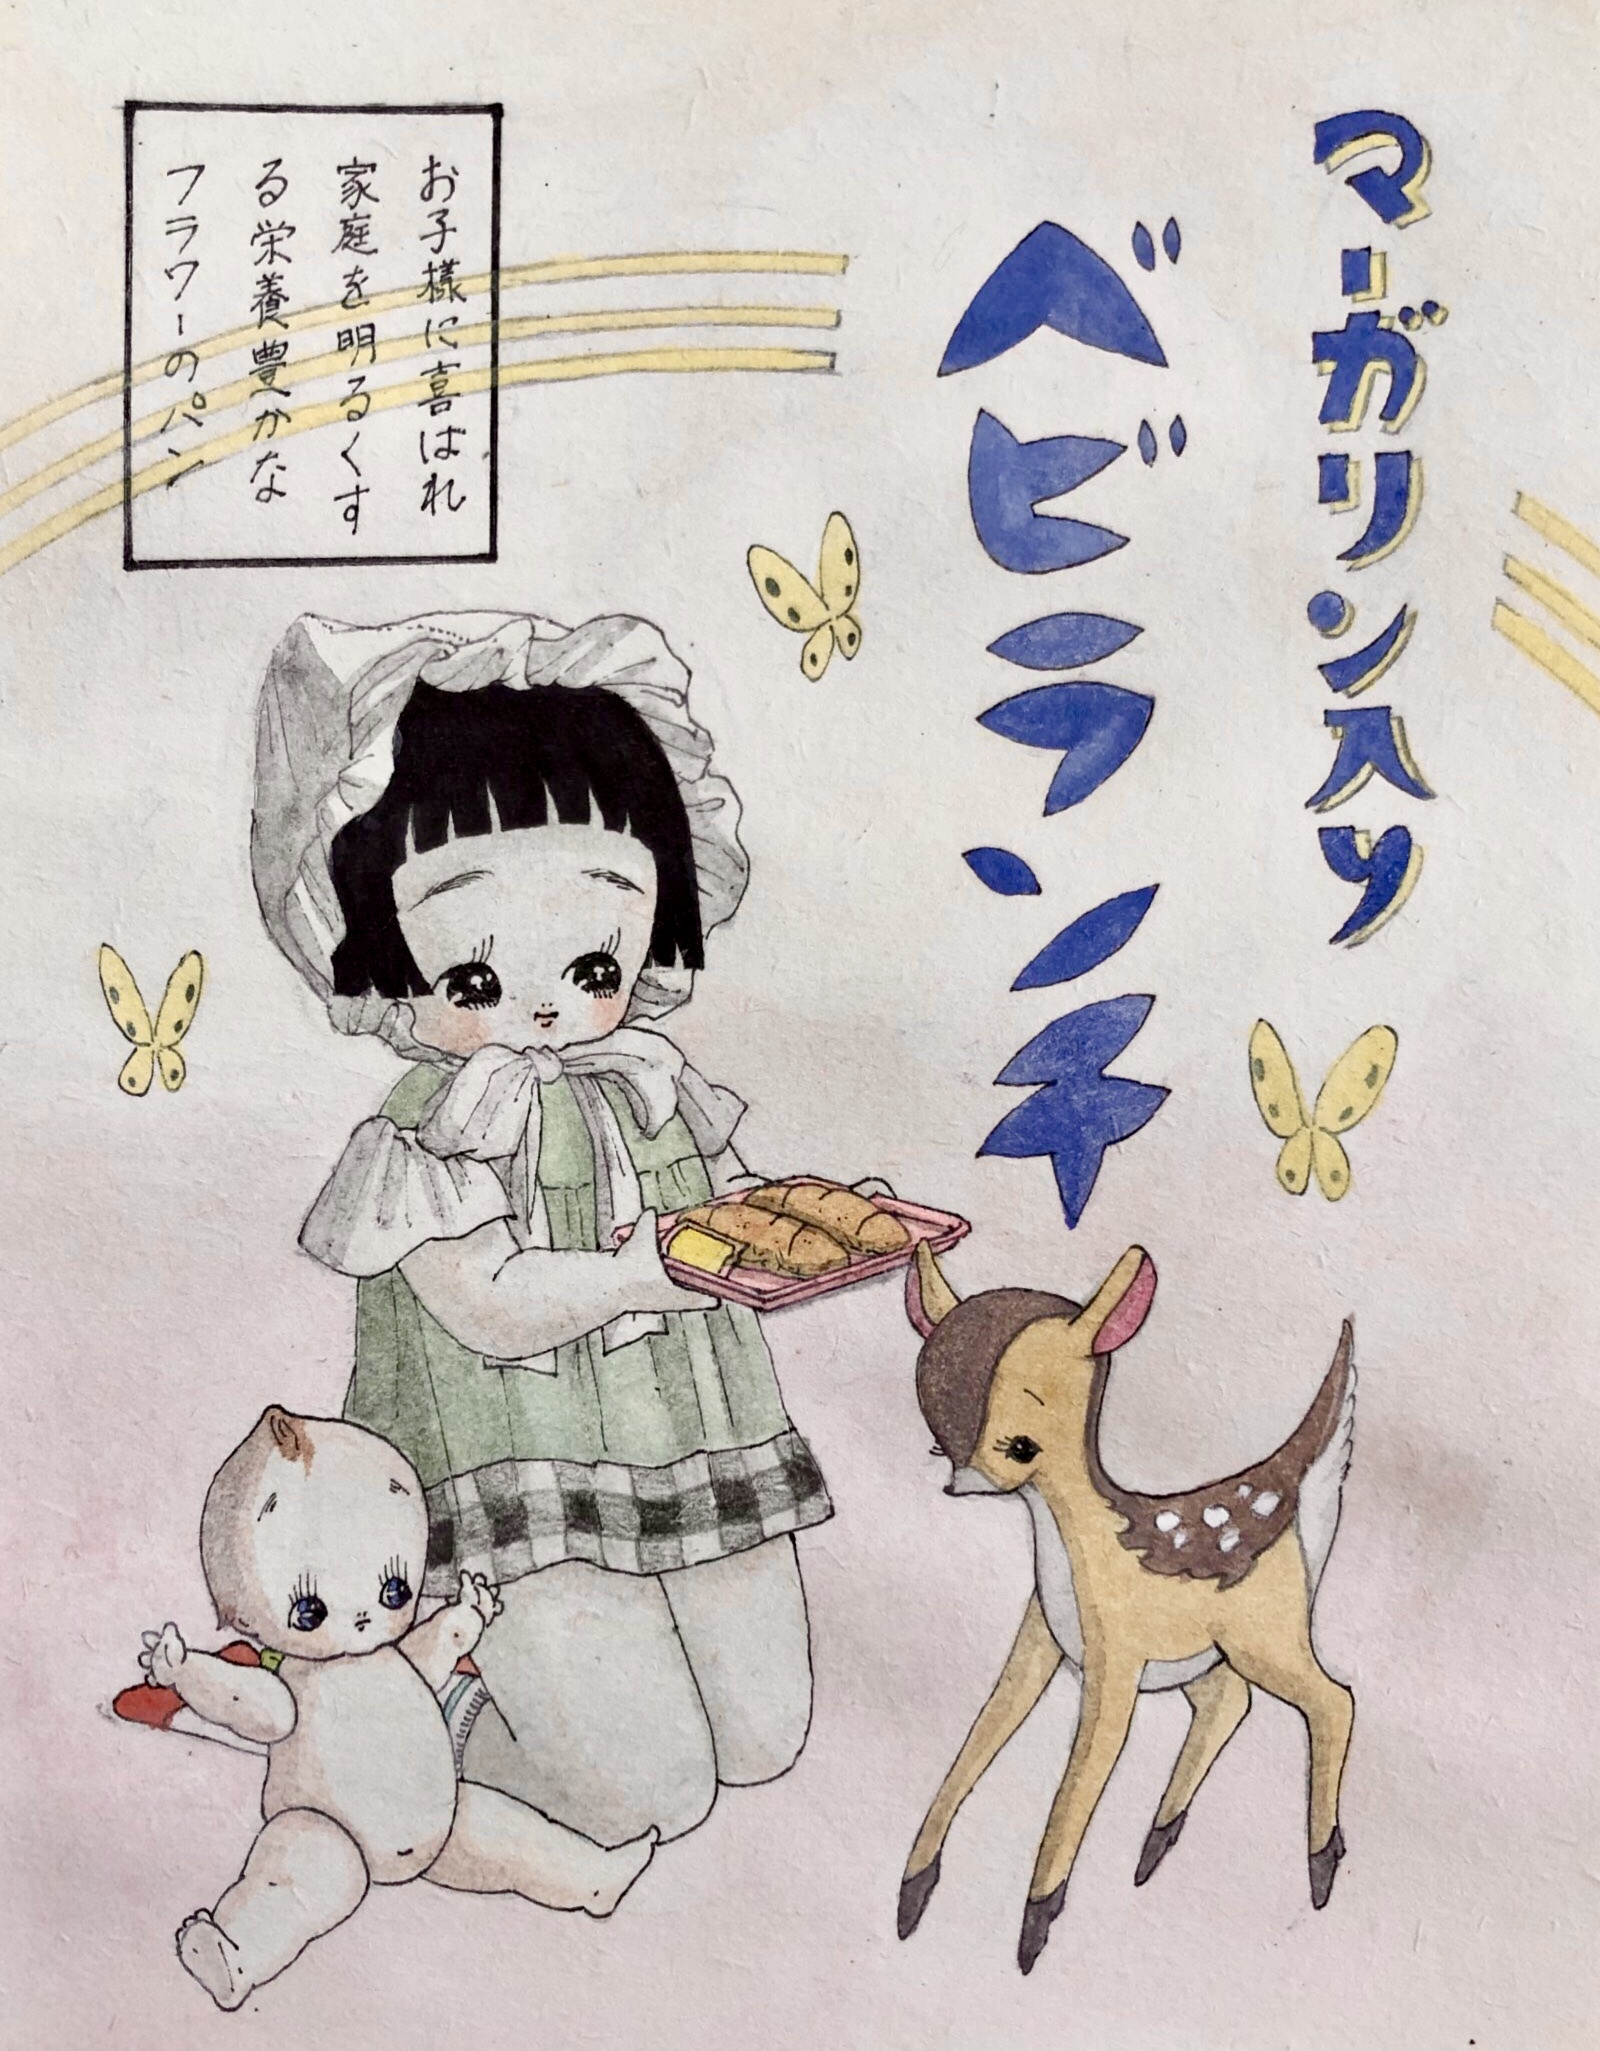 マーガリン入り
ベビランチ
お子様に喜ばれ
家庭を明るくす
る栄養豊かな
フラワーのパン